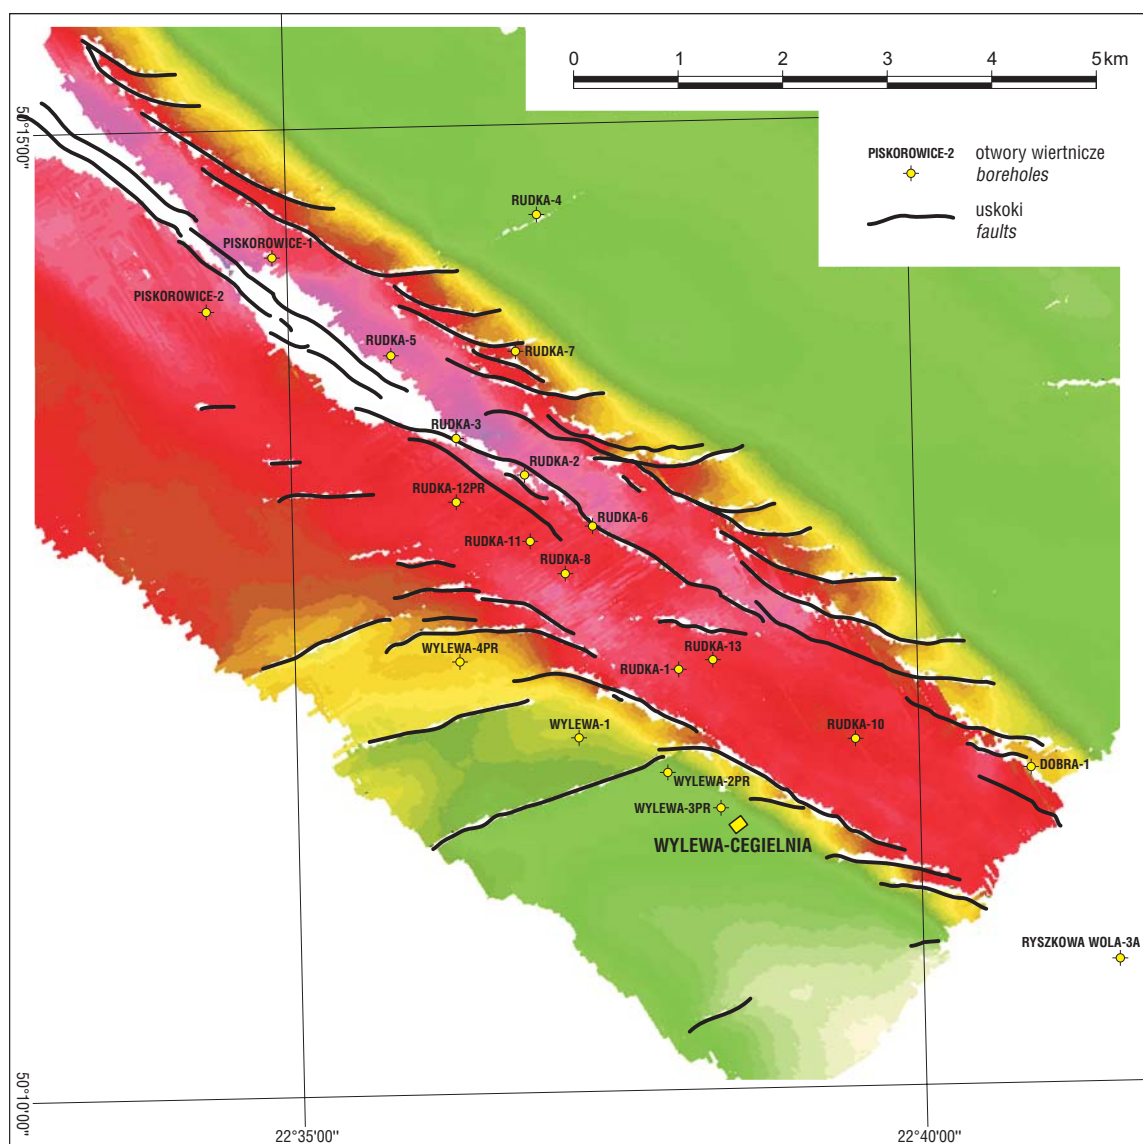 0 1 2 3 4 5 km
PISKOROWICE-2 otwory wiertnicze
boreholes
uskoki
faults
50°15'00''
RUDKA-4
PISKOROWICE-1
PISKOROWICE-2
RUDKA-5
RUDKA-7
RUDKA-3
RUDKA-2
RUDKA-12PR
RUDKA-6
RUDKA-11
RUDKA-8
WYLEWA-4PR
RUDKA-13
RUDKA-1
WYLEWA-1
RUDKA-10
DOBRA-1
WYLEWA-2PR
WYLEWA-3PR
WYLEWA-CEGIELNIA
RYSZKOWA WOLA-3A
50°10'00''
22°35'00''
22°40'00''